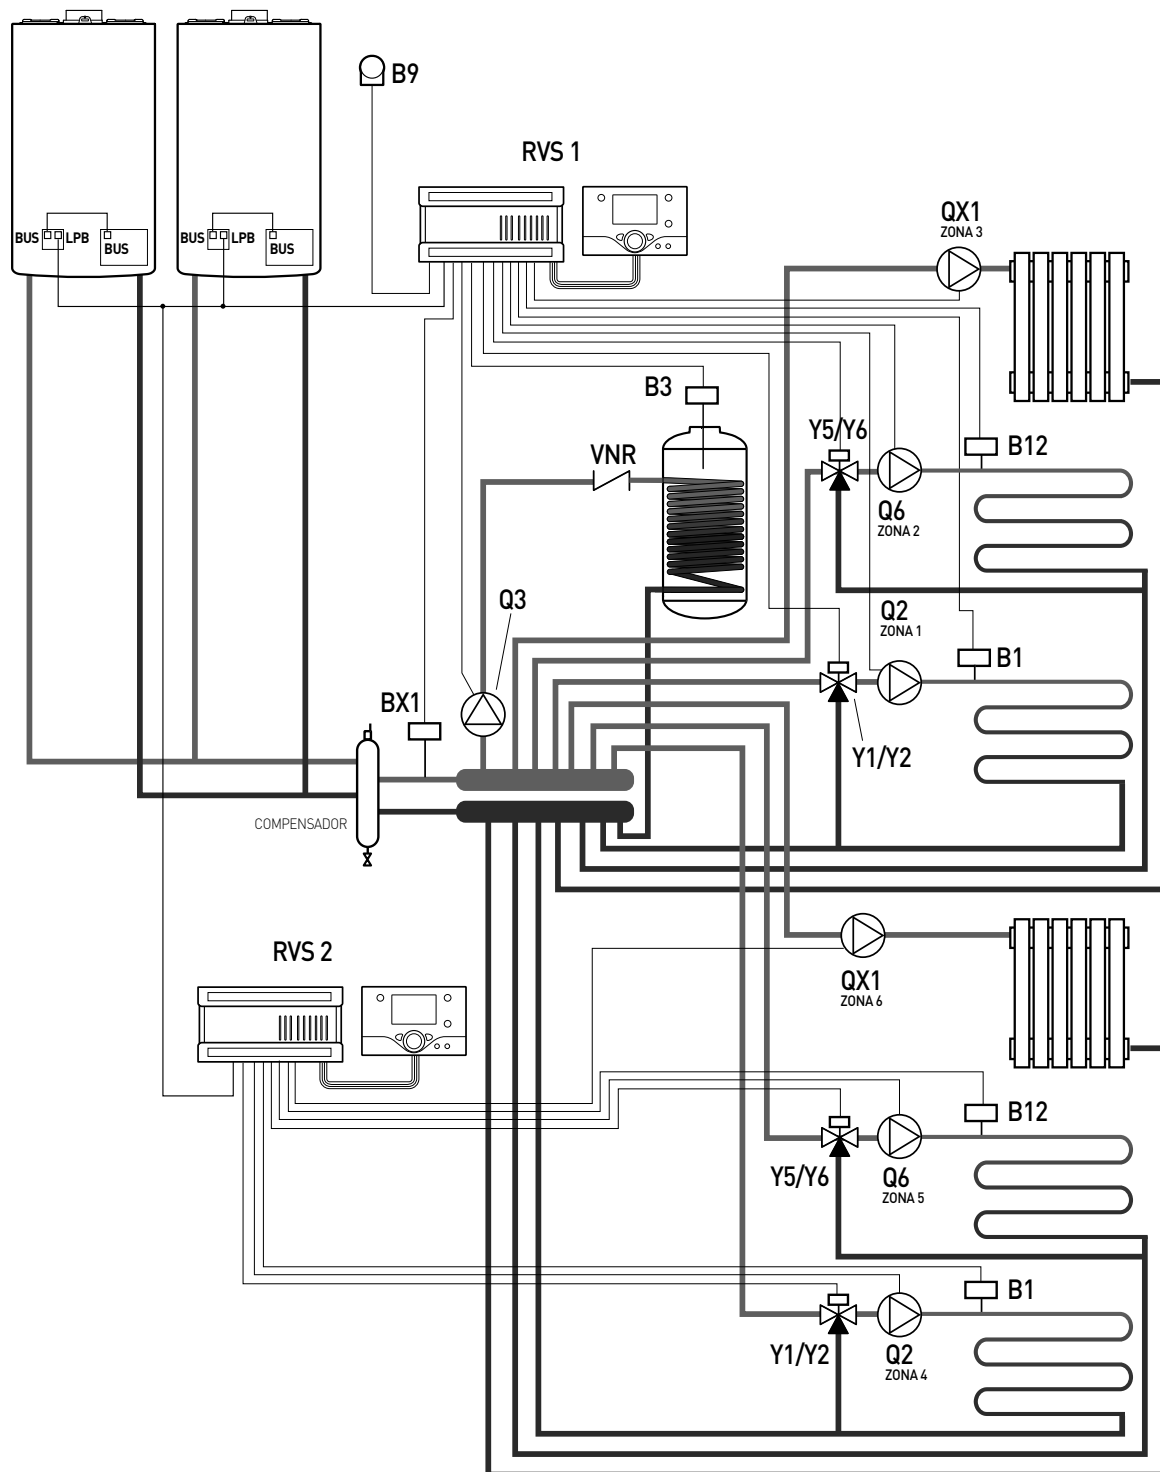 B9
RVS 1
QX1
ZONA 3
BUS
LPB
BUS
BUS
LPB
BUS
B3
Y5/Y6
B12
VNR
Q6
ZONA 2
Q3
Q2
ZONA 1
B1
BX1
Y1/Y2
COMPENSADOR
RVS 2
QX1
ZONA 6
B12
Y5/Y6
Q6
ZONA 5
B1
Y1/Y2
Q2
ZONA 4